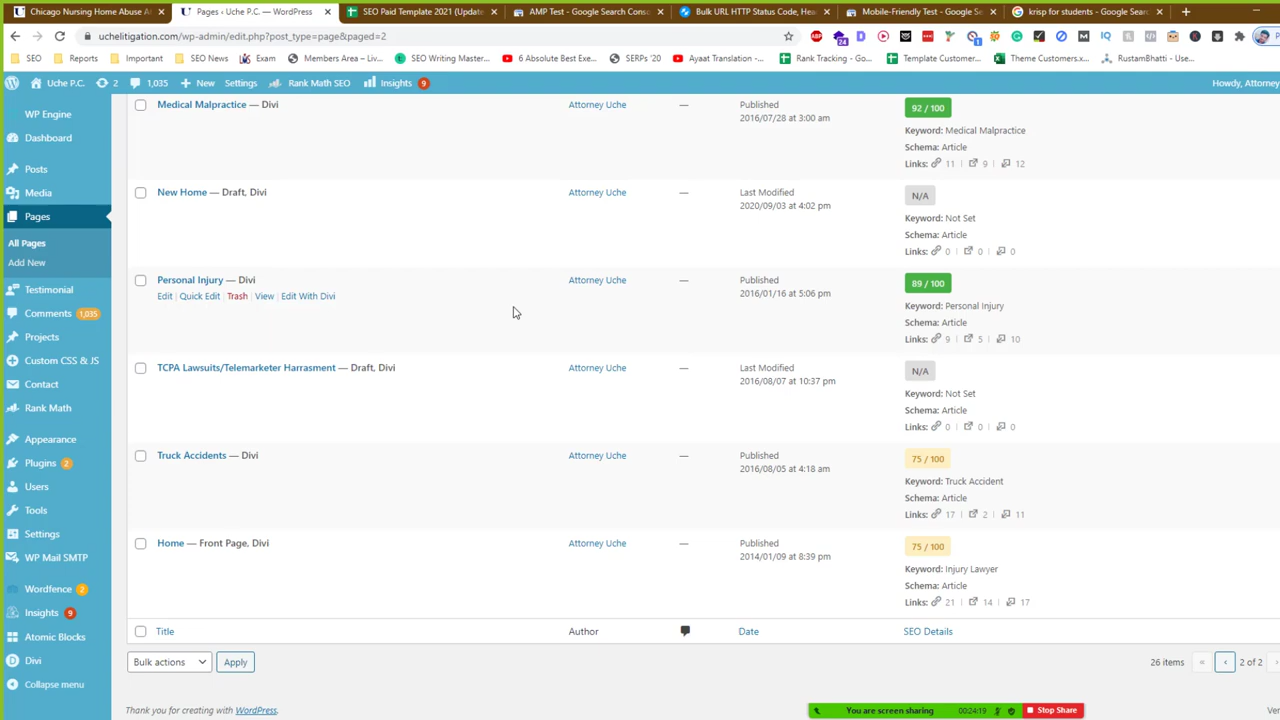 Chicago Nursing Home Abuse A
Pages ‹ Uche P.C. — WordPress
SEO Paid Template 2021 (Update
AMP Test - Google Search Cons
Bulk URL HTTP Status Code, Hea
Mobile-Friendly Test - Google Se
krisp for students - Google Sear
uchelitigation.com/wp-admin/edit.php?post_type=page&paged=2
SEO
Reports
Important
SEO News
Exam
Members Area – Liv...
SEO Writing Master...
6 Absolute Best Exe...
SERPs '20
Ayaat Translation -...
Rank Tracking - Go...
Template Customer...
Theme Customers.x...
RustamBhatti - Use...
Uche P.C.
2
1,035
New
Settings
Rank Math SEO
Insights
9
Howdy, Attorney
WP Engine
Dashboard
Posts
Media
Pages
All Pages
Add New
Testimonial
Comments 1,035
Projects
Custom CSS & JS
Contact
Rank Math
Appearance
Plugins 2
Users
Tools
Settings
WP Mail SMTP
Wordfence 2
Insights 9
Atomic Blocks
Divi
Collapse menu
Medical Malpractice — Divi
Attorney Uche
—
Published
2016/07/28 at 3:00 am
92 / 100
Keyword: Medical Malpractice
Schema: Article
Links: 11 | 9 | 12
New Home — Draft, Divi
Attorney Uche
—
Last Modified
2020/09/03 at 4:02 pm
N/A
Keyword: Not Set
Schema: Article
Links: 0 | 0 | 0
Personal Injury — Divi
Edit | Quick Edit | Trash | View | Edit With Divi
Attorney Uche
—
Published
2016/01/16 at 5:06 pm
89 / 100
Keyword: Personal Injury
Schema: Article
Links: 9 | 5 | 10
TCPA Lawsuits/Telemarketer Harrasment — Draft, Divi
Attorney Uche
—
Last Modified
2016/08/07 at 10:37 pm
N/A
Keyword: Not Set
Schema: Article
Links: 0 | 0 | 0
Truck Accidents — Divi
Attorney Uche
—
Published
2016/08/05 at 4:18 am
75 / 100
Keyword: Truck Accident
Schema: Article
Links: 17 | 2 | 11
Home — Front Page, Divi
Attorney Uche
—
Published
2014/01/09 at 8:39 pm
75 / 100
Keyword: Injury Lawyer
Schema: Article
Links: 21 | 14 | 17
Title
Author
Date
SEO Details
Bulk actions
Apply
26 items
«
‹
2 of 2
Thank you for creating with WordPress.
You are screen sharing
00:24:19
Stop Share
Ver